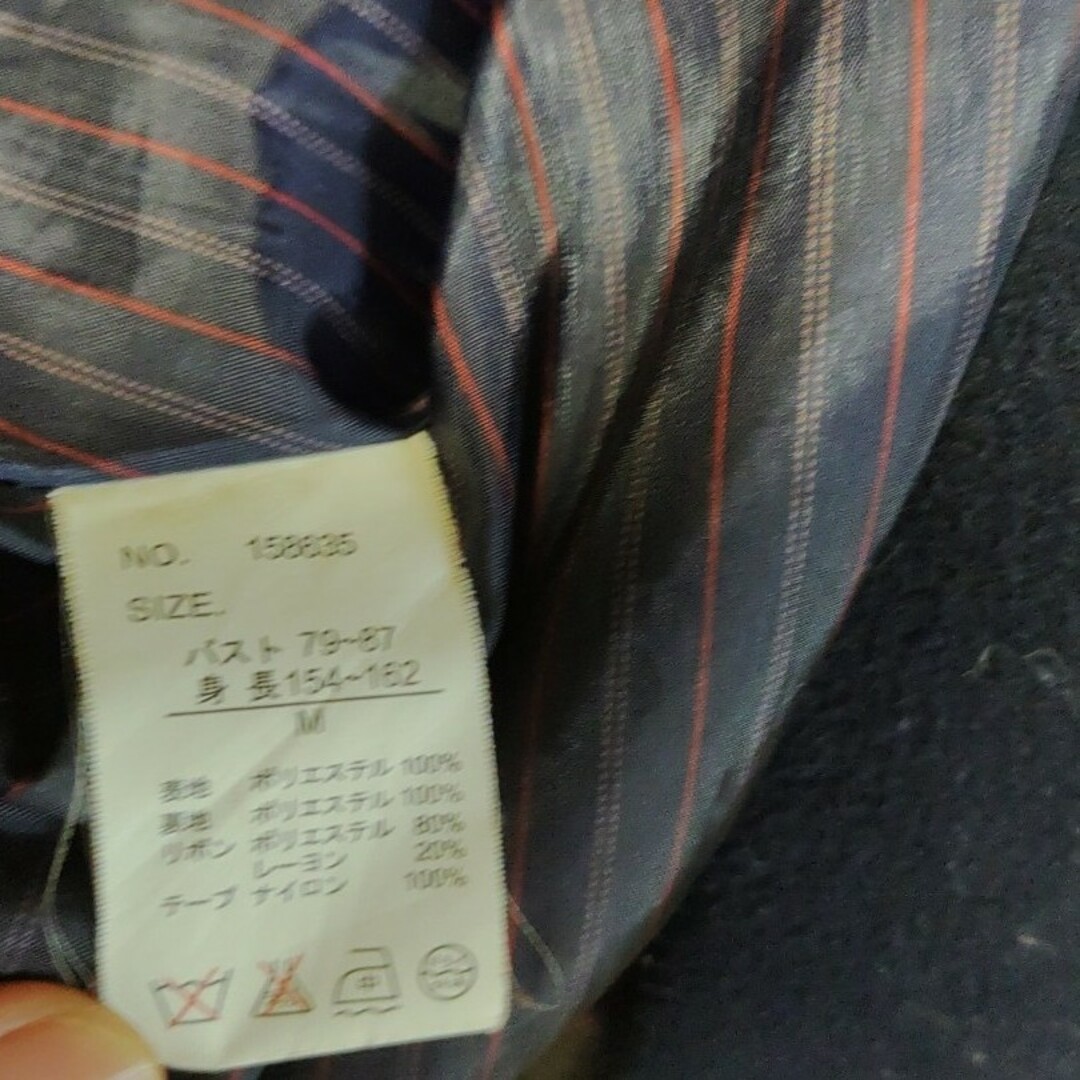 NO. 158635
SIZE.
バスト 79~87
身 長154~162
M
表地 ポリエステル 100%
裏地 ポリエステル 100%
リボン ポリエステル 80%
レーヨン 20%
テープ ナイロン 100%